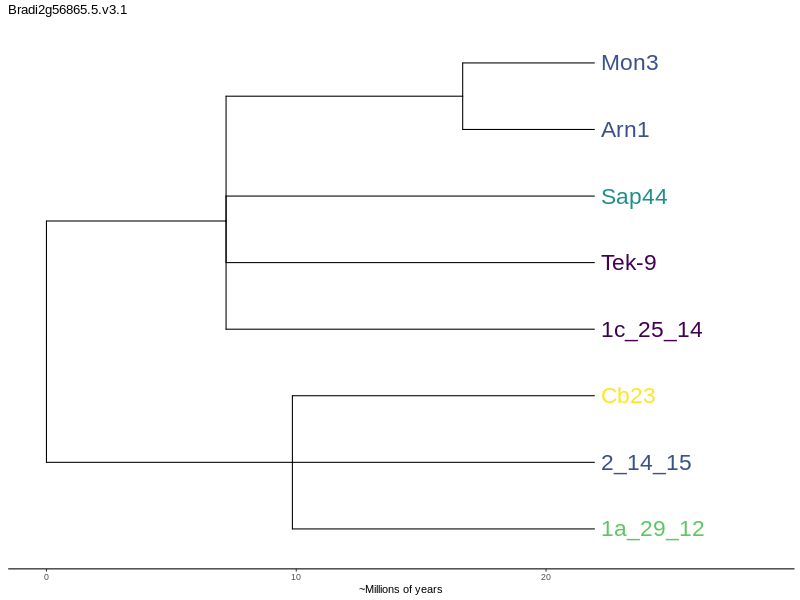 Bradi2g56865.5.v3.1
Mon3
Arn1
Sap44
Tek-9
1c_25_14
Cb23
2_14_15
1a_29_12
0 10 20
~Millions of years